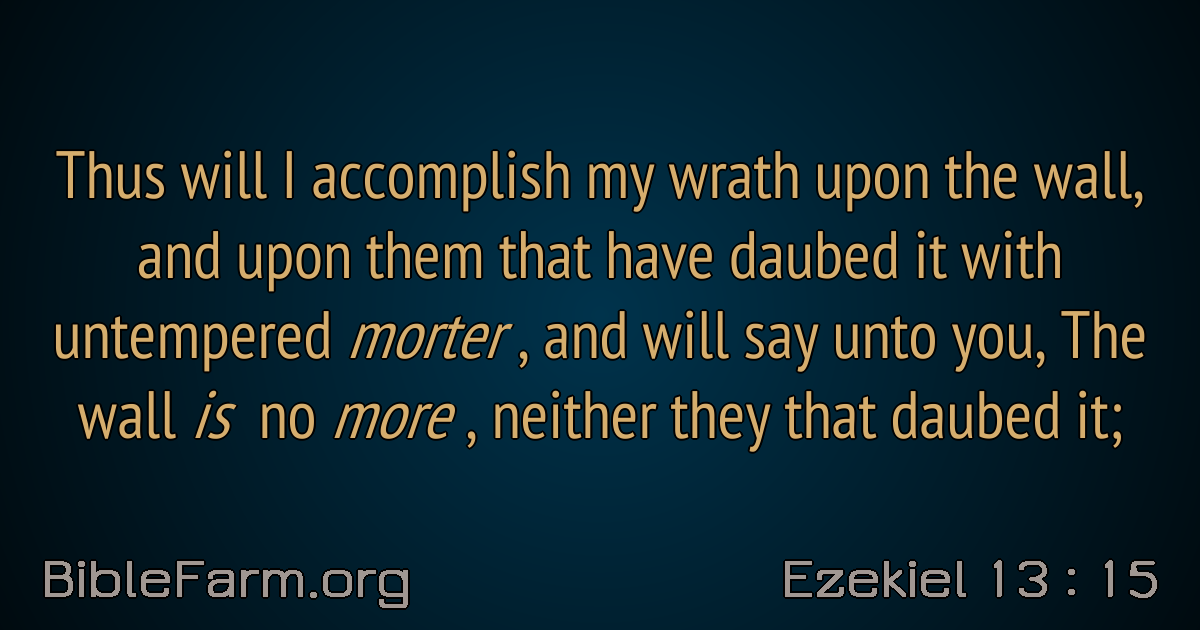 Thus will I accomplish my wrath upon the wall,
and upon them that have daubed it with
untempered morter , and will say unto you, The
wall is no more , neither they that daubed it;
BibleFarm.org
Ezekiel 13 : 15